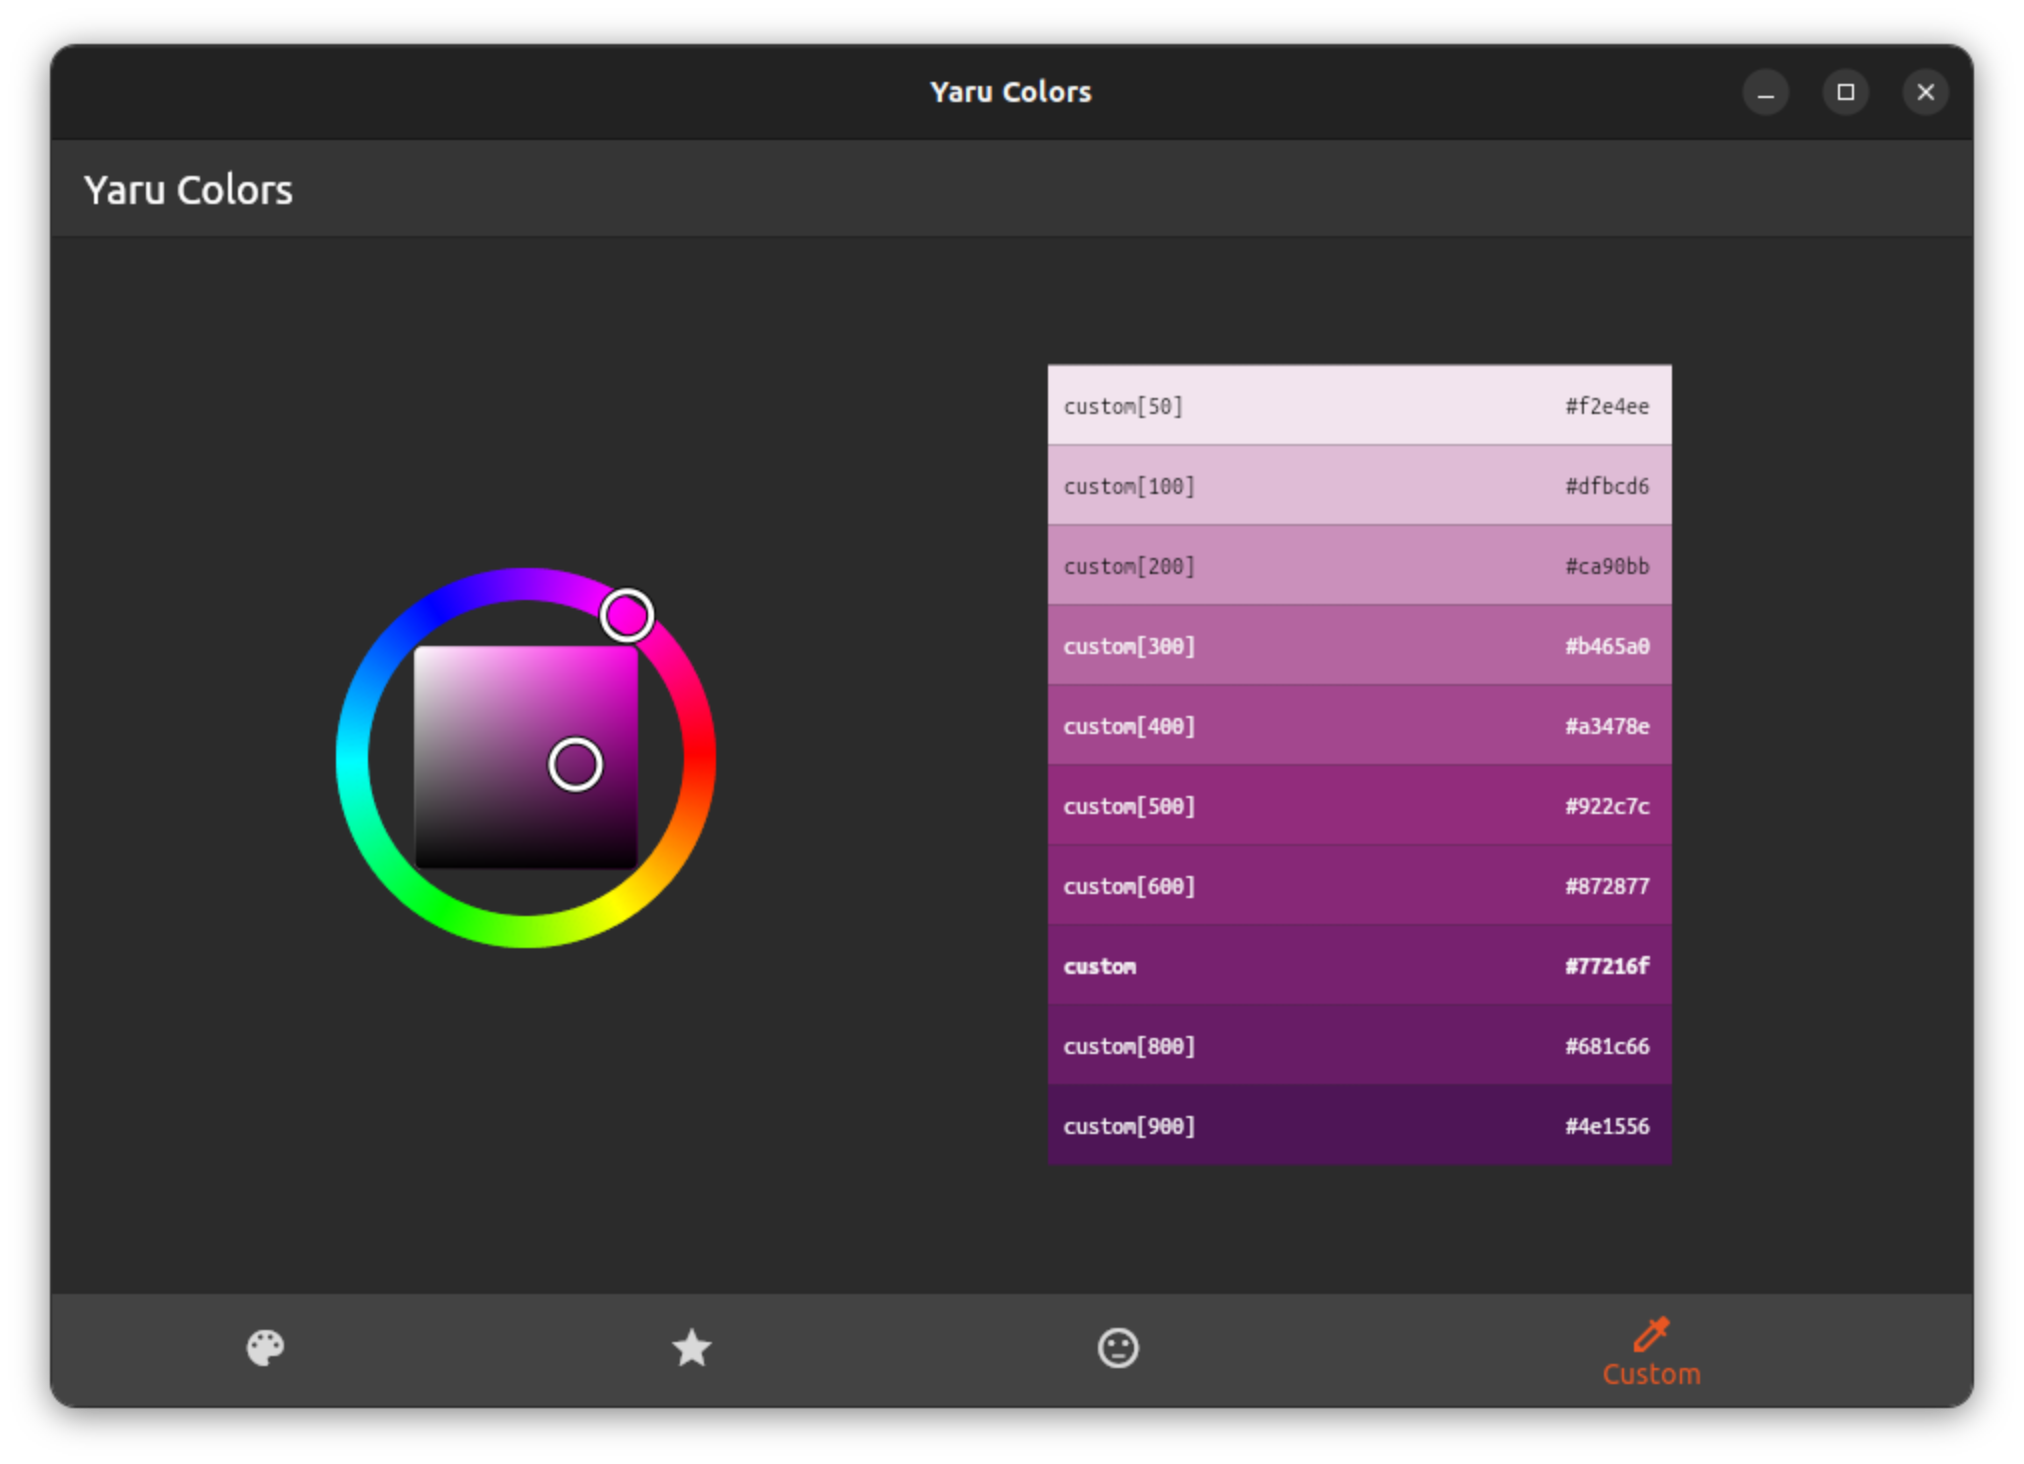 Yaru Colors
Yaru Colors
custom[50] #f2e4ee
custom[100] #dfbcd6
custom[200] #ca90bb
custom[300] #b465a0
custom[400] #a3478e
custom[500] #922c7c
custom[600] #872877
custom #77216f
custom[800] #681c66
custom[900] #4e1556
Custom